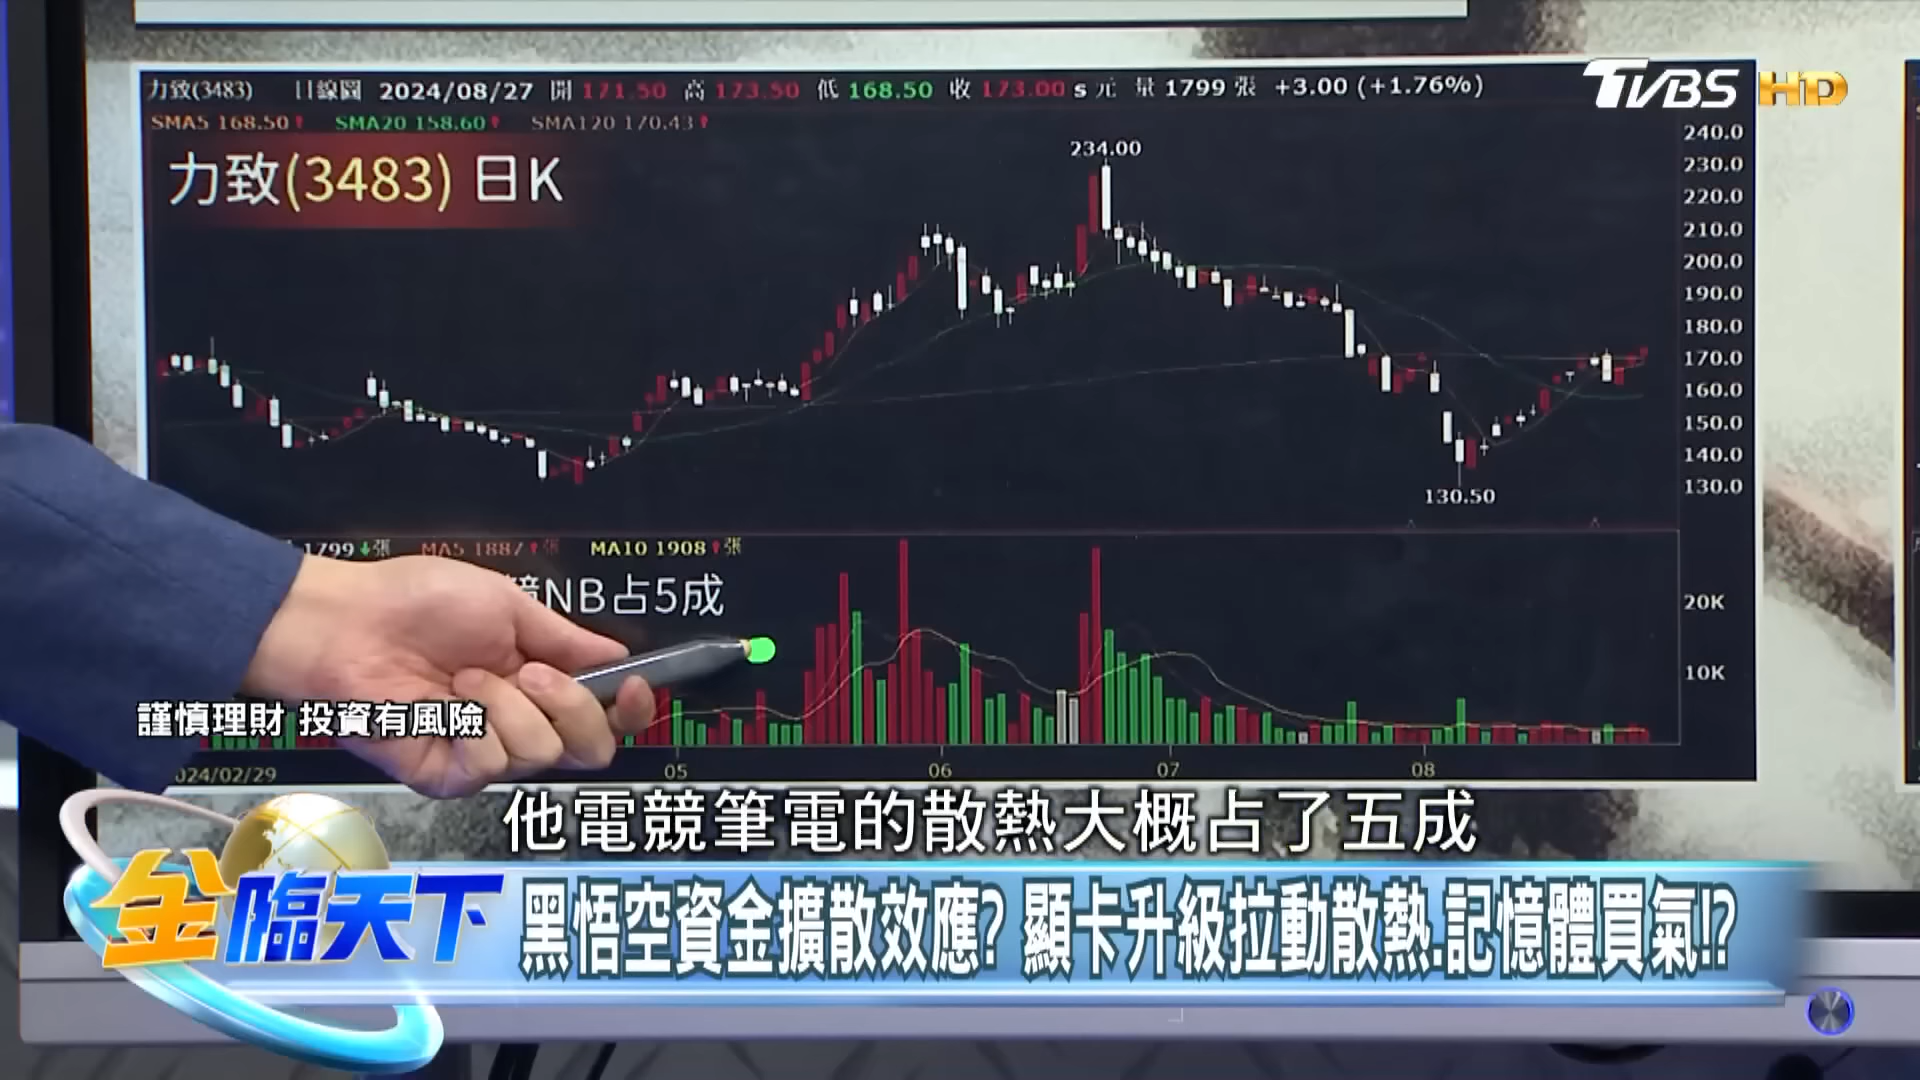 TVBS HD
力致(3483) 日線圖 2024/08/27 開 171.50 高 173.50 低 168.50 收 173.00 s 元 量 1799 張 +3.00 (+1.76%)
SMA5 168.50↑ SMA20 158.60↑ SMA120 170.43↑
力致(3483) 日K
234.00
130.50
240.0
230.0
220.0
210.0
200.0
190.0
180.0
170.0
160.0
150.0
140.0
130.0
1799↓張 MA5 1887↑張 MA10 1908↑張
NB占5成
20K
10K
謹慎理財 投資有風險
024/02/29 05 06 07 08
他電競筆電的散熱大概占了五成
金臨天下
黑悟空資金擴散效應? 顯卡升級拉動散熱.記憶體買氣!?